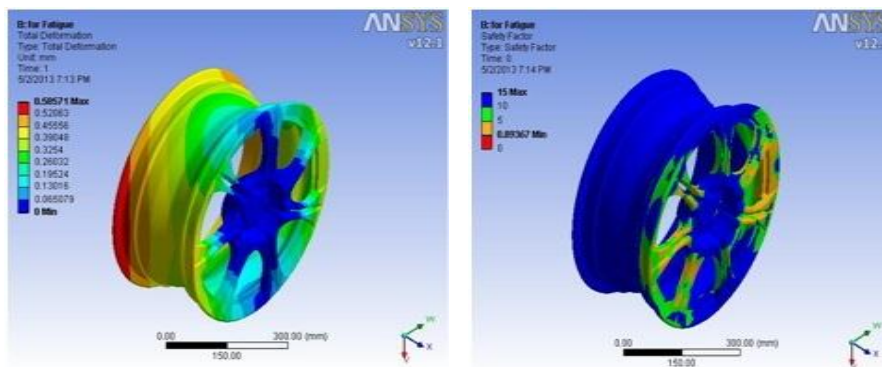 B: for Fatigue
Total Deformation
Type: Total Deformation
Unit: mm
Time: 1
5/2/2013 7:13 PM
0.58571 Max
0.52063
0.45556
0.39048
0.3254
0.26032
0.19524
0.13016
0.065079
0 Min
ANSYS
v12.1
0.00
300.00 (mm)
150.00
Y
X
B: for Fatigue
Safety Factor
Type: Safety Factor
Time: 0
5/2/2013 7:14 PM
15 Max
10
5
0.89367 Min
0
ANSYS
v12.1
0.00
300.00 (mm)
150.00
X